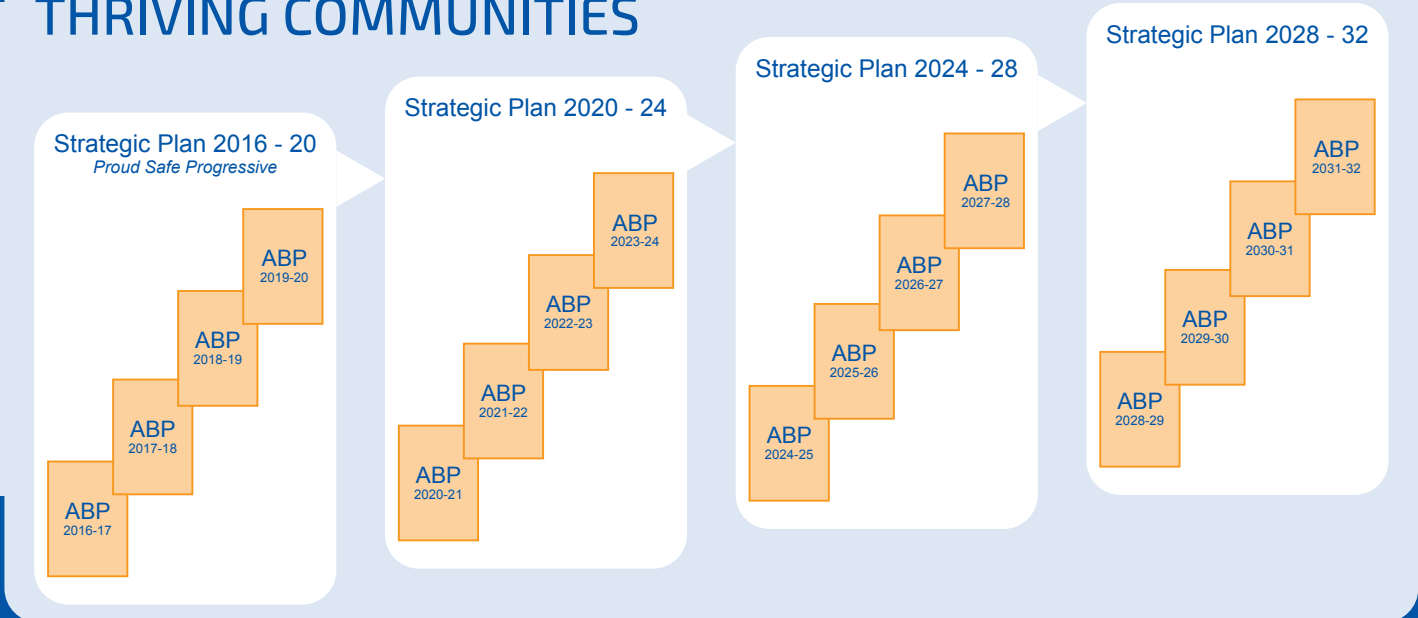 THRIVING COMMUNITIES
Strategic Plan 2016 - 20
Proud Safe Progressive
ABP
2019-20
ABP
2018-19
ABP
2017-18
ABP
2016-17
Strategic Plan 2020 - 24
ABP
2023-24
ABP
2022-23
ABP
2021-22
ABP
2020-21
Strategic Plan 2024 - 28
ABP
2027-28
ABP
2026-27
ABP
2025-26
ABP
2024-25
Strategic Plan 2028 - 32
ABP
2031-32
ABP
2030-31
ABP
2029-30
ABP
2028-29